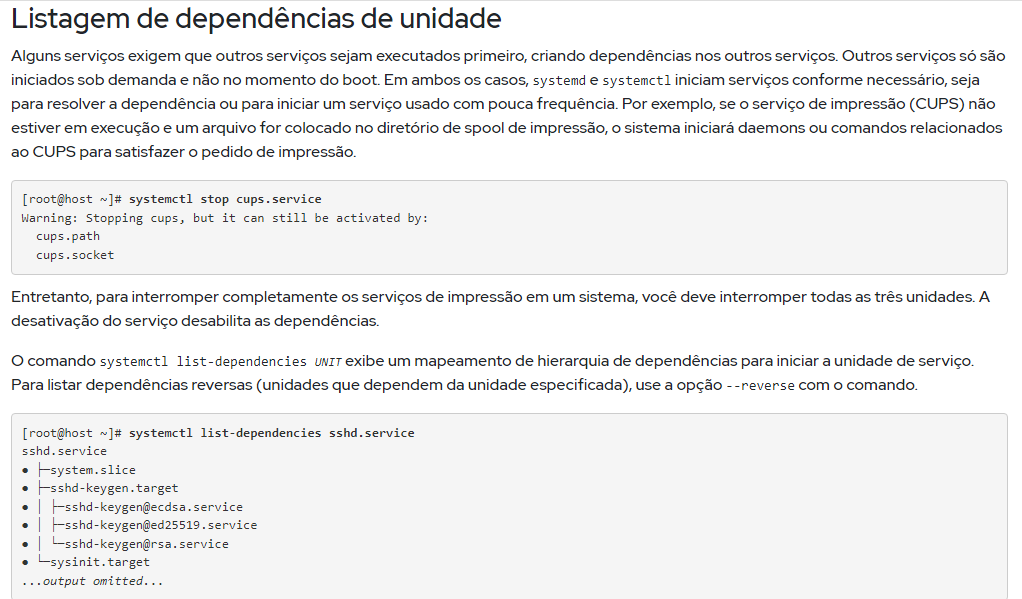 Listagem de dependências de unidade
Alguns serviços exigem que outros serviços sejam executados primeiro, criando dependências nos outros serviços. Outros serviços só são
iniciados sob demanda e não no momento do boot. Em ambos os casos, systemd e systemctl iniciam serviços conforme necessário, seja
para resolver a dependência ou para iniciar um serviço usado com pouca frequência. Por exemplo, se o serviço de impressão (CUPS) não
estiver em execução e um arquivo for colocado no diretório de spool de impressão, o sistema iniciará daemons ou comandos relacionados
ao CUPS para satisfazer o pedido de impressão.
[root@host ~]# systemctl stop cups.service
Warning: Stopping cups, but it can still be activated by:
  cups.path
  cups.socket
Entretanto, para interromper completamente os serviços de impressão em um sistema, você deve interromper todas as três unidades. A
desativação do serviço desabilita as dependências.
O comando systemctl list-dependencies UNIT exibe um mapeamento de hierarquia de dependências para iniciar a unidade de serviço.
Para listar dependências reversas (unidades que dependem da unidade especificada), use a opção --reverse com o comando.
[root@host ~]# systemctl list-dependencies sshd.service
sshd.service
● ├─system.slice
● ├─sshd-keygen.target
● │ ├─sshd-keygen@ecdsa.service
● │ ├─sshd-keygen@ed25519.service
● │ └─sshd-keygen@rsa.service
● └─sysinit.target
...output omitted...